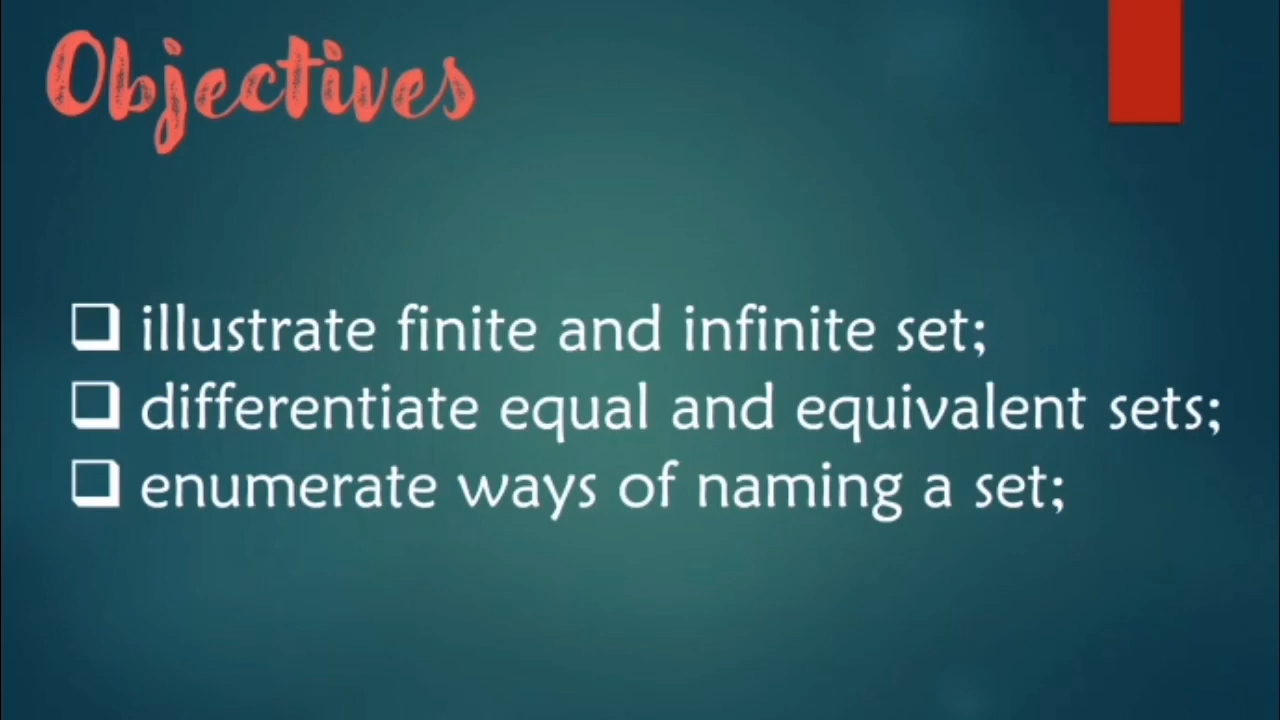 Objectives
❑ illustrate finite and infinite set;
❑ differentiate equal and equivalent sets;
❑ enumerate ways of naming a set;